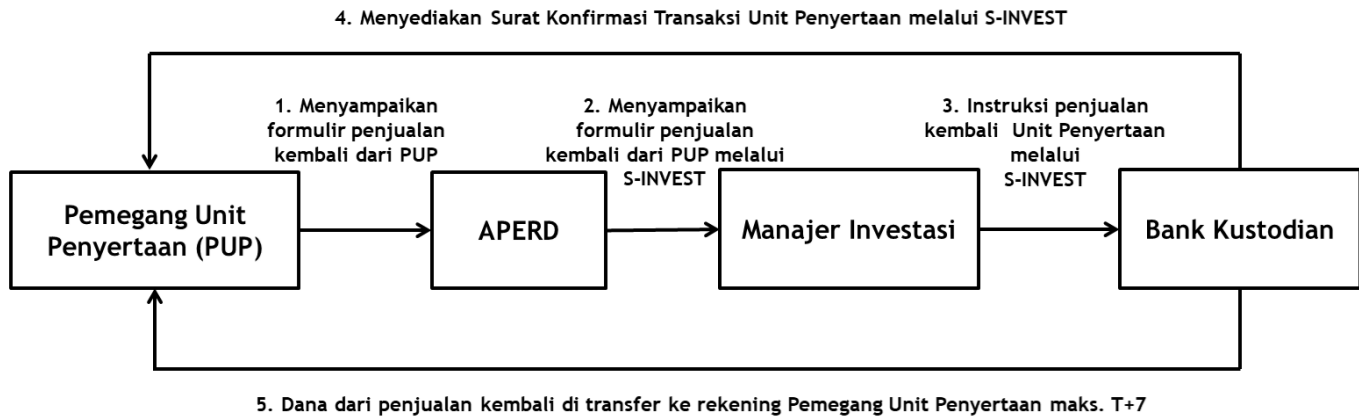 4. Menyediakan Surat Konfirmasi Transaksi Unit Penyertaan melalui S-INVEST
1. Menyampaikan
formulir penjualan
kembali dari PUP
2. Menyampaikan
formulir penjualan
kembali dari PUP melalui
S-INVEST
3. Instruksi penjualan
kembali Unit Penyertaan
melalui
S-INVEST
Pemegang Unit
Penyertaan (PUP)
APERD
Manajer Investasi
Bank Kustodian
5. Dana dari penjualan kembali di transfer ke rekening Pemegang Unit Penyertaan maks. T+7